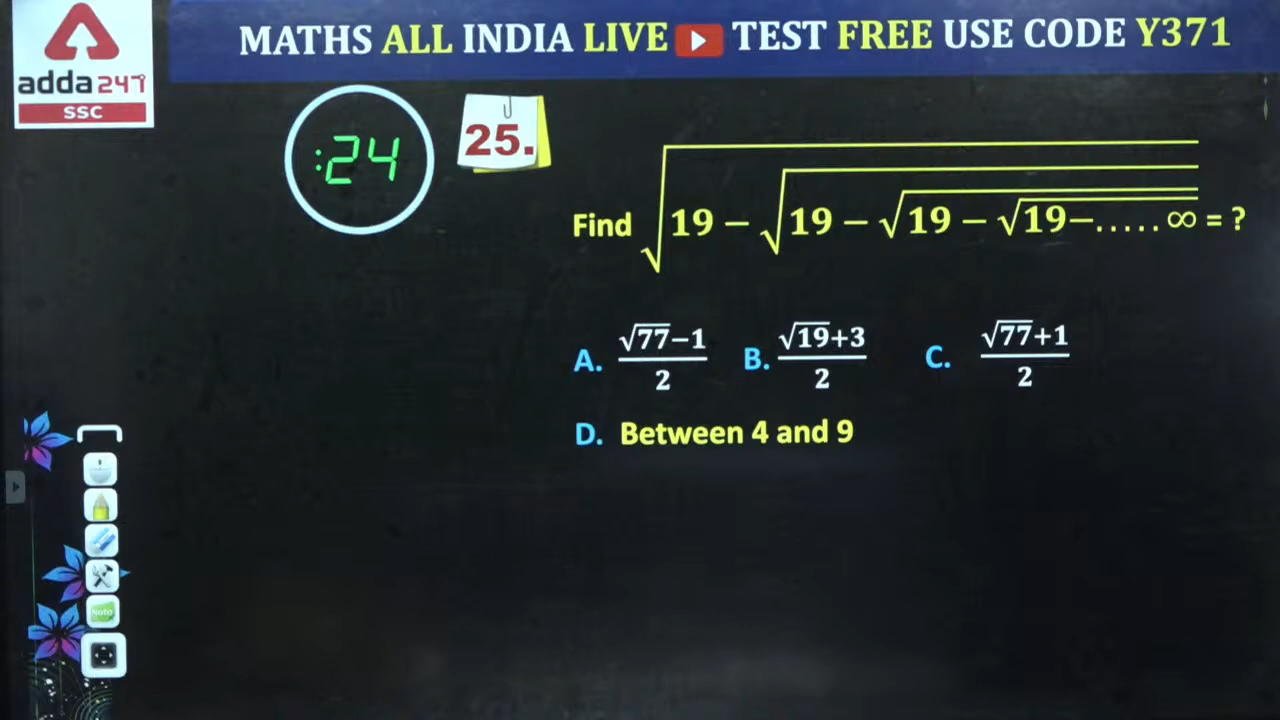 MATHS ALL INDIA LIVE TEST FREE USE CODE Y371
adda247
SSC
:24
25.
Find √19 − √19 − √19 − √19−.....∞ = ?
A. √77−1/2 B. √19+3/2 C. √77+1/2
D. Between 4 and 9
Note